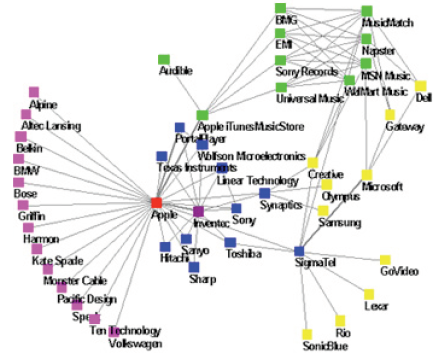 BMG
MusicMatch
EMI
Napster
Audible
Sony Records
MSN Music
Universal Music
WalMart Music
Dell
Alpine
Apple iTunesMusicStore
Gateway
Altec Lansing
PortalPlayer
Belkin
Wolfson Microelectronics
Texas Instruments
BMW
Linear Technology
Creative
Microsoft
Bose
Olympus
Synaptics
Griffin
Apple
Inventec
Sony
Samsung
Harmon
Kate Spade
Hitachi
Sanyo
Toshiba
SigmaTel
Monster Cable
Sharp
GoVideo
Pacific Design
Lexar
Ten Technology
Rio
Volkswagen
SonicBlue